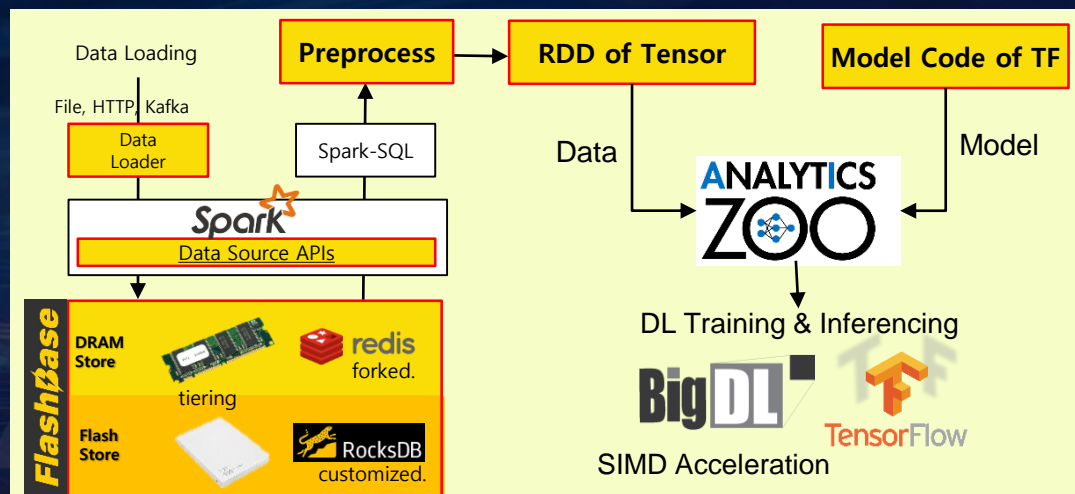 Data Loading
File, HTTP, Kafka
Data
Loader
Preprocess
Spark-SQL
RDD of Tensor
Model Code of TF
Data
Model
Spark
Data Source APIs
ANALYTICS
ZOO
FlashBase
DRAM
Store
tiering
redis
forked.
Flash
Store
RocksDB
customized.
DL Training & Inferencing
BigDL
TF
TensorFlow
SIMD Acceleration